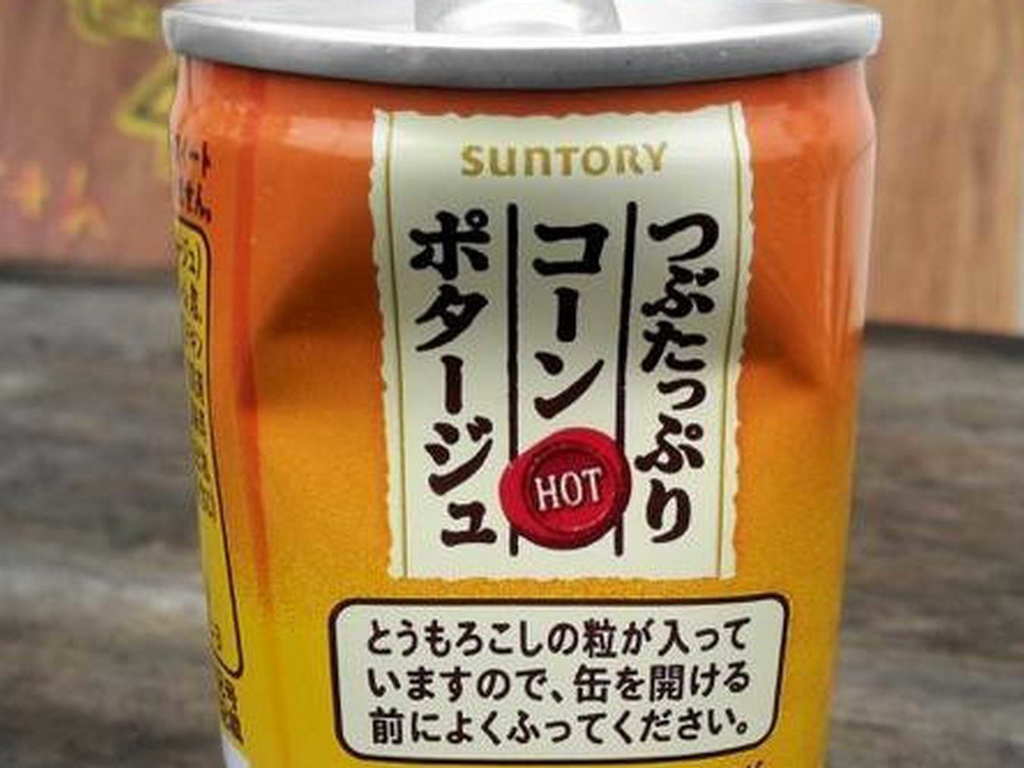 SUNTORY
つぶたっぷり
コーン
ポタージュ
HOT
とうもろこしの粒が入って
いますので、缶を開ける
前によくふってください。